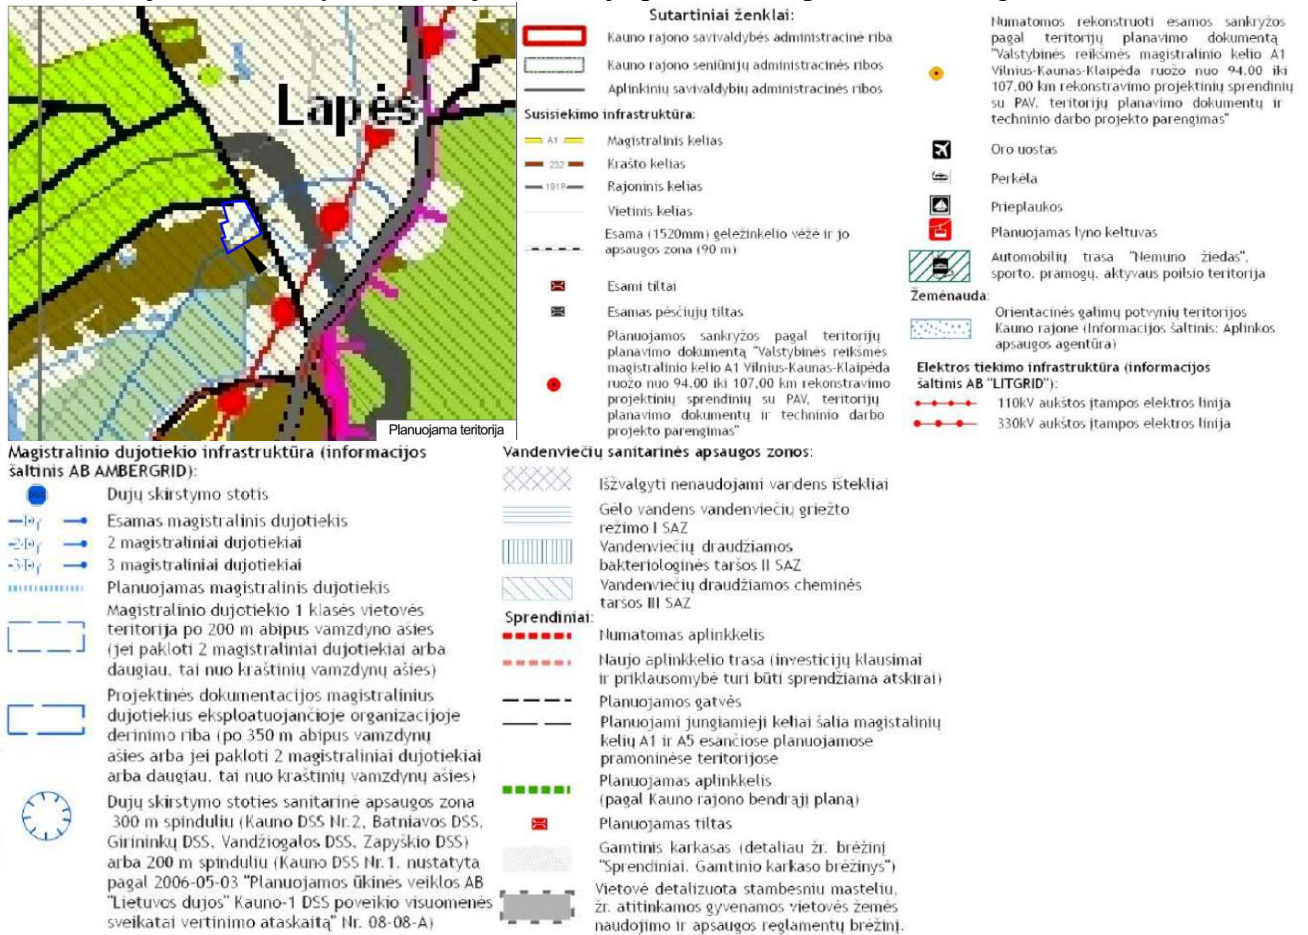 Lapės
Planuojama teritorija
Sutartiniai ženklai:
Kauno rajono savivaldybės administracinė riba
Kauno rajono seniūnijų administracinės ribos
Aplinkinių savivaldybių administracinės ribos
Susisiekimo infrastruktūra:
A1 Magistralinis kelias
232 Krašto kelias
1919 Rajoninis kelias
Vietinis kelias
Esama (1520mm) geležinkelio vėžė ir jo
apsaugos zona (90 m)
Esami tiltai
Esamas pėsčiųjų tiltas
Planuojamos sankryžos pagal teritorijų
planavimo dokumentą "Valstybinės reikšmės
magistralinio kelio A1 Vilnius-Kaunas-Klaipėda
ruožo nuo 94,00 iki 107,00 km rekonstravimo
projektinių sprendinių su PAV, teritorijų
planavimo dokumentų ir techninio darbo
projekto parengimas"
Numatomos rekonstruoti esamos sankryžos
pagal teritorijų planavimo dokumentą
"Valstybinės reikšmės magistralinio kelio A1
Vilnius-Kaunas-Klaipėda ruožo nuo 94,00 iki
107,00 km rekonstravimo projektinių sprendinių
su PAV, teritorijų planavimo dokumentų ir
techninio darbo projekto parengimas"
Oro uostas
Perkėla
Prieplaukos
Planuojamas lyno keltuvas
Automobilių trasa "Nemuno žiedas",
sporto, pramogų, aktyvaus poilsio teritorija
Žemėnauda:
Orientacinės galimų potvynių teritorijos
Kauno rajone (Informacijos šaltinis: Aplinkos
apsaugos agentūra)
Elektros tiekimo infrastruktūra (informacijos
šaltinis AB "LITGRID"):
110kV aukštos įtampos elektros linija
330kV aukštos įtampos elektros linija
Magistralinio dujotiekio infrastruktūra (informacijos
šaltinis AB AMBERGRID):
Dujų skirstymo stotis
Esamas magistralinis dujotiekis
2 magistraliniai dujotiekiai
3 magistraliniai dujotiekiai
Planuojamas magistralinis dujotiekis
Magistralinio dujotiekio 1 klasės vietovės
teritorija po 200 m abipus vamzdyno ašies
(jei pakloti 2 magistraliniai dujotiekiai arba
daugiau, tai nuo kraštinių vamzdynų ašies)
Projektinės dokumentacijos magistralinius
dujotiekius eksploatuojančioje organizacijoje
derinimo riba (po 350 m abipus vamzdynų
ašies arba jei pakloti 2 magistraliniai dujotiekiai
arba daugiau, tai nuo kraštinių vamzdynų ašies)
Dujų skirstymo stoties sanitarinė apsaugos zona
300 m spinduliu (Kauno DSS Nr.2, Batniavos DSS,
Girininkų DSS, Vandžiogalos DSS, Zapyškio DSS)
arba 200 m spinduliu (Kauno DSS Nr.1, nustatyta
pagal 2006-05-03 "Planuojamos ūkinės veiklos AB
"Lietuvos dujos" Kauno-1 DSS poveikio visuomenės
sveikatai vertinimo ataskaitą" Nr. 08-08-A)
Vandenviečių sanitarinės apsaugos zonos:
Išžvalgyti nenaudojami vandens ištekliai
Gėlo vandens vandenviečių griežto
režimo I SAZ
Vandenviečių draudžiamos
bakteriologinės taršos II SAZ
Vandenviečių draudžiamos cheminės
taršos III SAZ
Sprendiniai:
Numatomas aplinkkelis
Naujo aplinkkelio trasa (investicijų klausimai
ir priklausomybė turi būti sprendžiama atskirai)
Planuojamos gatvės
Planuojami jungiamieji keliai šalia magistalinių
kelių A1 ir A5 esančiose planuojamose
pramoninėse teritorijose
Planuojamas aplinkkelis
(pagal Kauno rajono bendrąjį planą)
Planuojamas tiltas
Gamtinis karkasas (detaliau žr. brėžinį
"Sprendiniai. Gamtinio karkaso brėžinys")
Vietovė detalizuota stambesniu masteliu,
žr. atitinkamos gyvenamos vietovės žemės
naudojimo ir apsaugos reglamentų brėžinį.